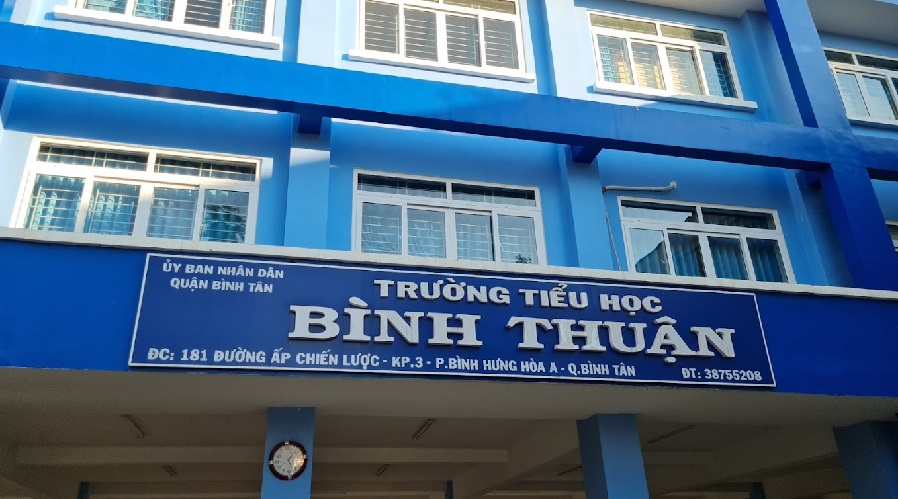 ỦY BAN NHÂN DÂN
QUẬN BÌNH TÂN
TRƯỜNG TIỂU HỌC
BÌNH THUẬN
ĐC: 181 ĐƯỜNG ẤP CHIẾN LƯỢC - KP.3 - P.BÌNH HƯNG HÒA A - Q.BÌNH TÂN ĐT: 38755208